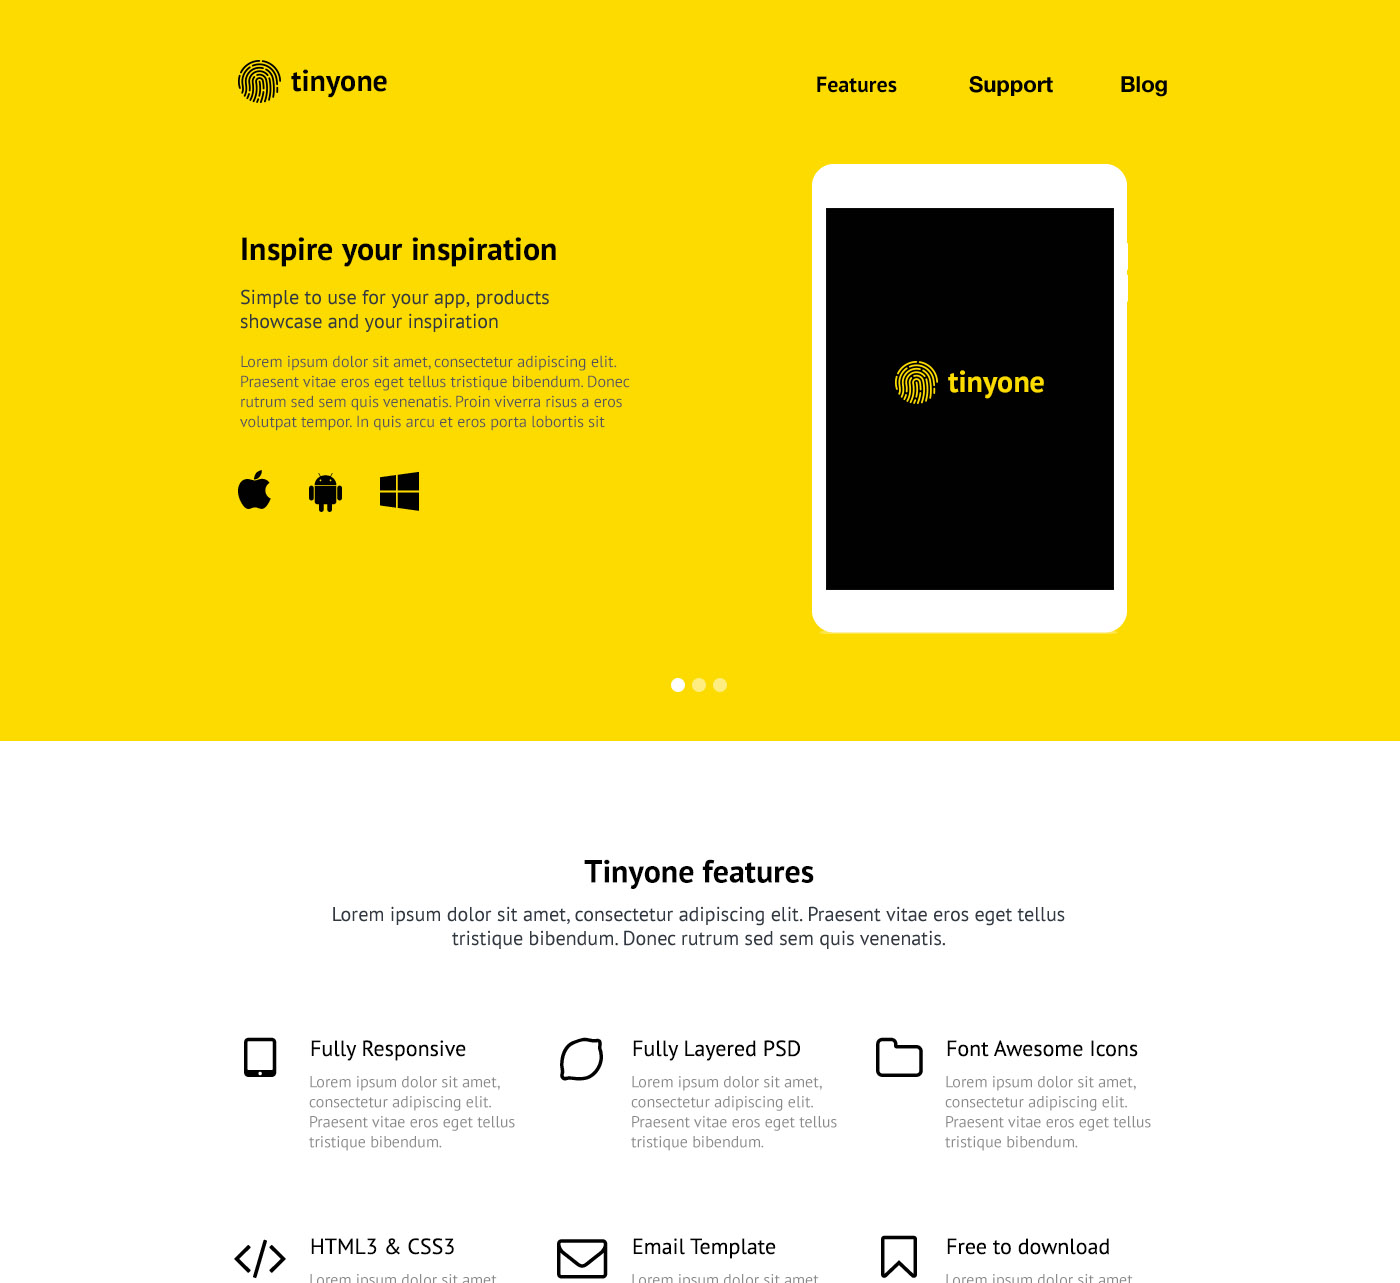 tinyone
Features Support Blog
Inspire your inspiration
Simple to use for your app, products
showcase and your inspiration
Lorem ipsum dolor sit amet, consectetur adipiscing elit.
Praesent vitae eros eget tellus tristique bibendum. Donec
rutrum sed sem quis venenatis. Proin viverra risus a eros
volutpat tempor. In quis arcu et eros porta lobortis sit
tinyone
Tinyone features
Lorem ipsum dolor sit amet, consectetur adipiscing elit. Praesent vitae eros eget tellus
tristique bibendum. Donec rutrum sed sem quis venenatis.
Fully Responsive
Lorem ipsum dolor sit amet,
consectetur adipiscing elit.
Praesent vitae eros eget tellus
tristique bibendum.
Fully Layered PSD
Lorem ipsum dolor sit amet,
consectetur adipiscing elit.
Praesent vitae eros eget tellus
tristique bibendum.
Font Awesome Icons
Lorem ipsum dolor sit amet,
consectetur adipiscing elit.
Praesent vitae eros eget tellus
tristique bibendum.
HTML3 & CSS3
Lorem ipsum dolor sit amet
Email Template
Lorem ipsum dolor sit amet
Free to download
Lorem ipsum dolor sit amet